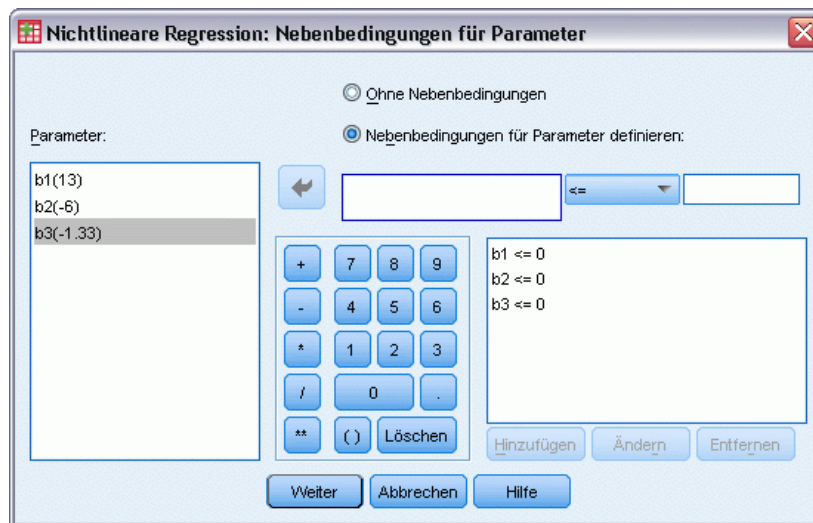 Nichtlineare Regression: Nebenbedingungen für Parameter
Ohne Nebenbedingungen
Parameter:
Nebenbedingungen für Parameter definieren:
b1(13)
b2(-6)
b3(-1.33)
<=
b1 <= 0
b2 <= 0
b3 <= 0
+ 7 8 9
- 4 5 6
* 1 2 3
/ 0 .
** ( ) Löschen
Hinzufügen Ändern Entfernen
Weiter Abbrechen Hilfe